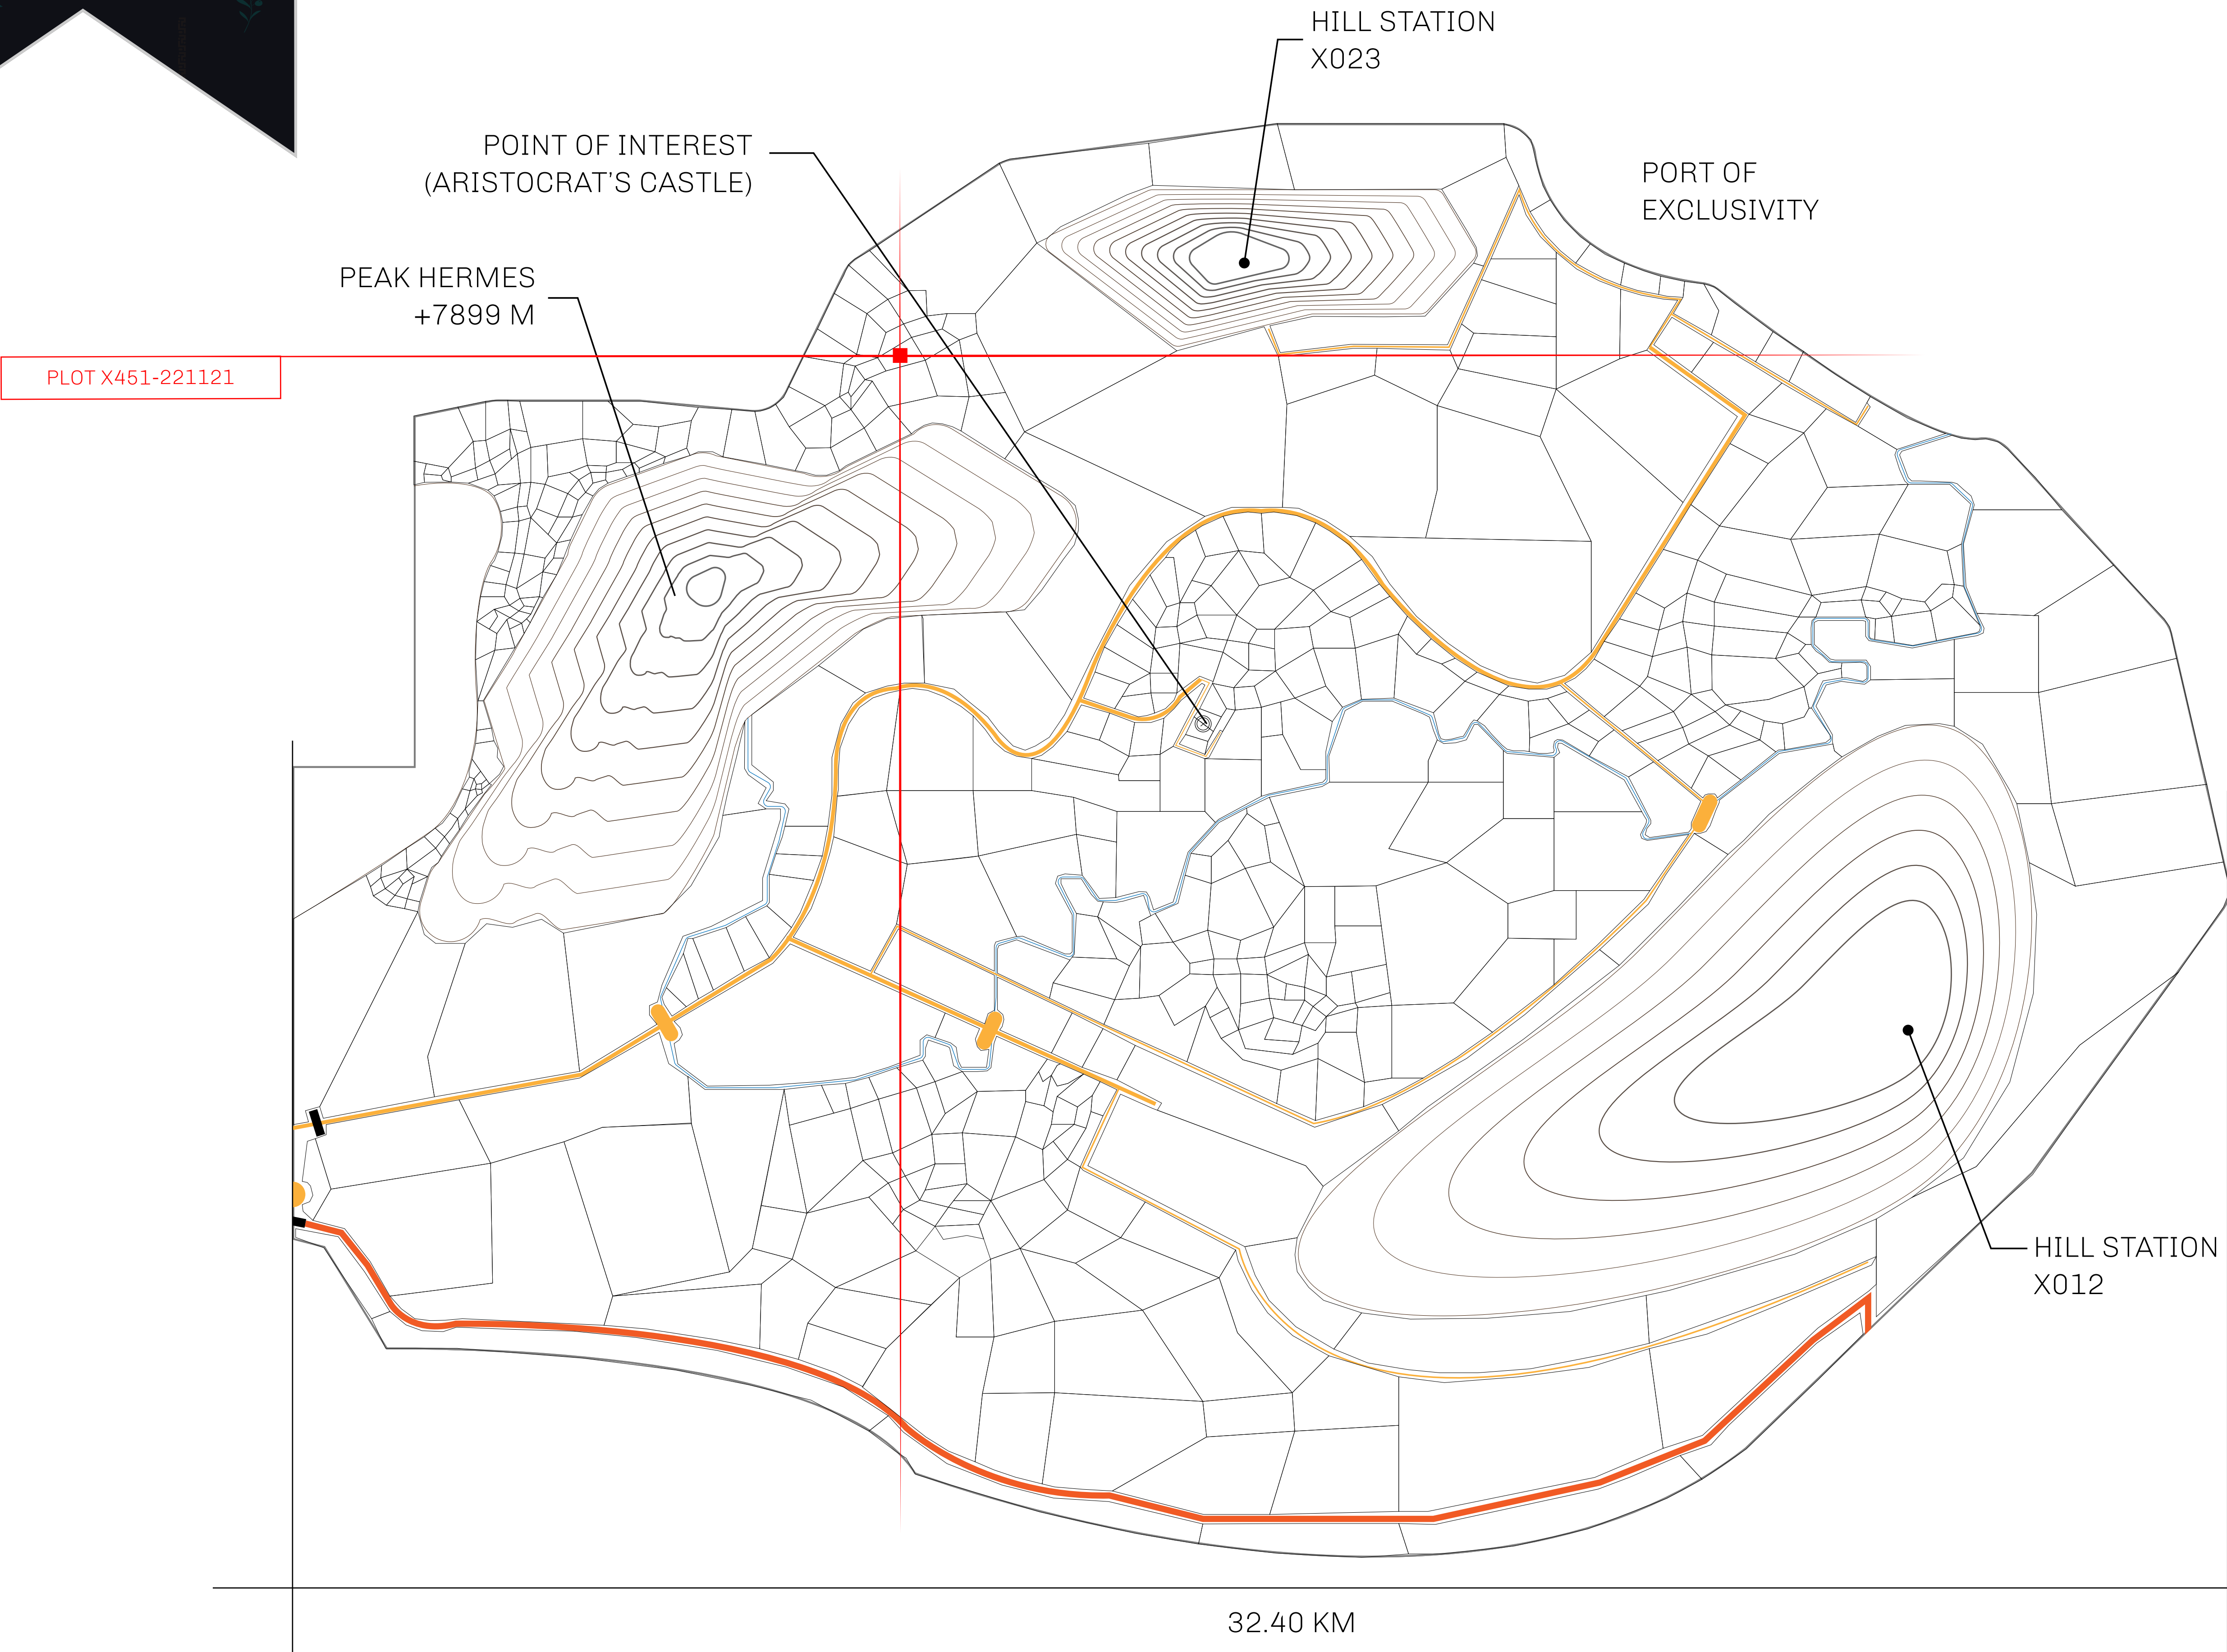 HILL STATION
X023
POINT OF INTEREST
(ARISTOCRAT'S CASTLE)
PORT OF
EXCLUSIVITY
PEAK HERMES
+7899 M
PLOT X451-221121
HILL STATION
X012
32.40 KM